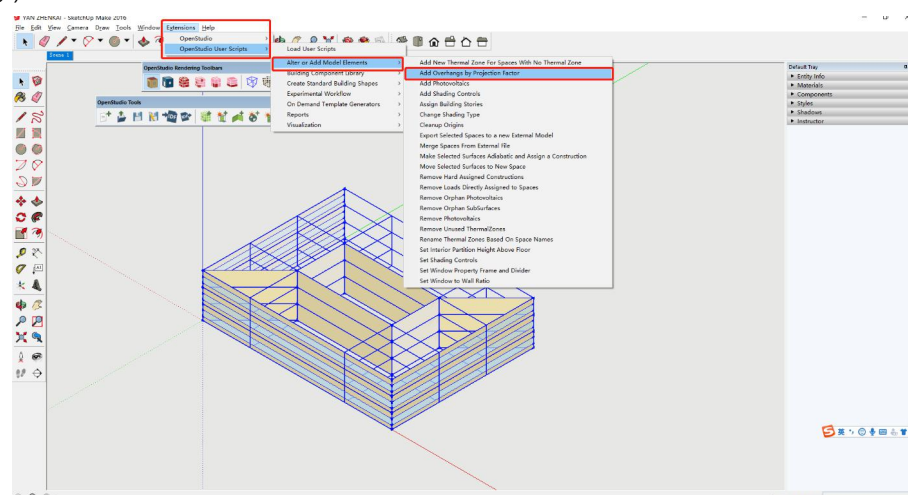 YAN ZHENKAI - SketchUp Make 2016
File Edit View Camera Draw Tools Window Extensions Help
OpenStudio
OpenStudio User Scripts
Load User Scripts
Alter or Add Model Elements
Building Component Library
Create Standard Building Shapes
Experimental Workflow
On Demand Template Generators
Reports
Visualization
Add New Thermal Zone For Spaces With No Thermal Zone
Add Overhangs by Projection Factor
Add Photovoltaics
Add Shading Controls
Assign Building Stories
Change Shading Type
Cleanup Origins
Export Selected Spaces to a new External Model
Merge Spaces From External File
Make Selected Surfaces Adiabatic and Assign a Construction
Move Selected Surfaces to New Space
Remove Hard Assigned Constructions
Remove Loads Directly Assigned to Spaces
Remove Orphan Photovoltaics
Remove Orphan SubSurfaces
Remove Photovoltaics
Remove Unused ThermalZones
Rename Thermal Zones Based On Space Names
Set Interior Partition Height Above Floor
Set Shading Controls
Set Window Property Frame and Divider
Set Window to Wall Ratio
OpenStudio Rendering Toolbars
OpenStudio Tools
Default Tray
Entity Info
Materials
Components
Styles
Shadows
Instructor
英